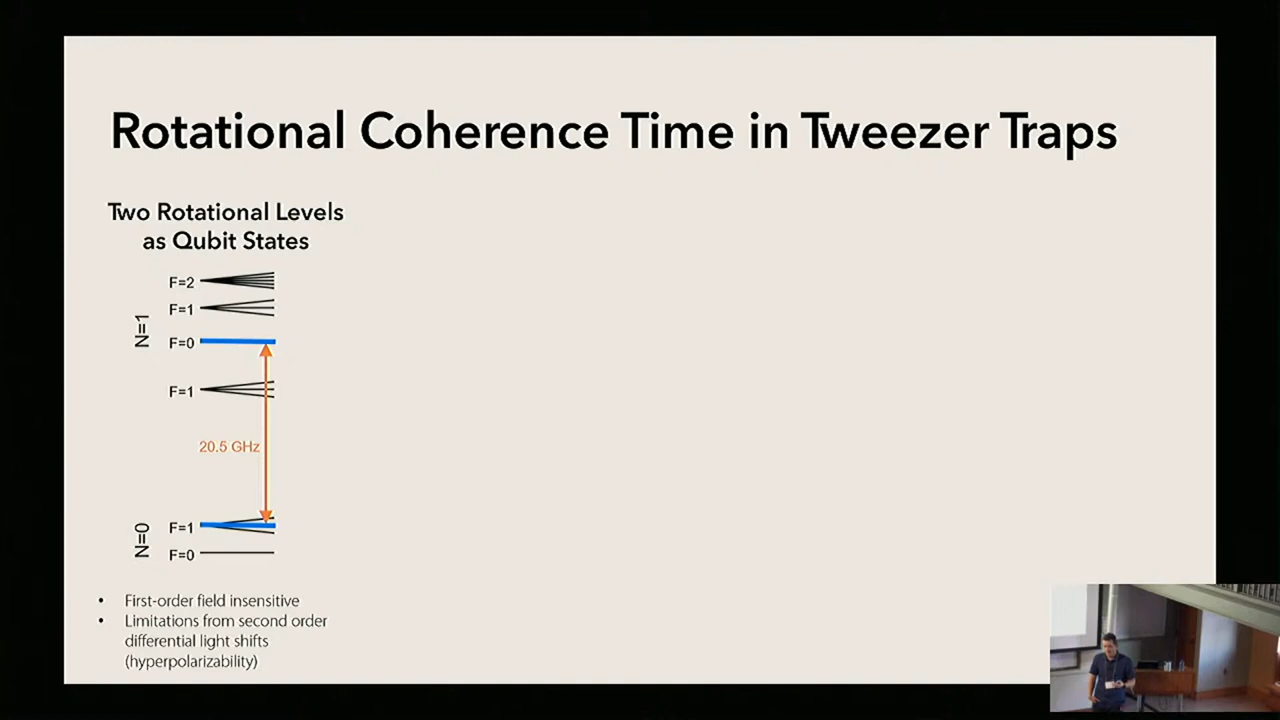 Rotational Coherence Time in Tweezer Traps
Two Rotational Levels
as Qubit States
F=2
F=1
N=1
F=0
F=1
20.5 GHz
N=0
F=1
F=0
• First-order field insensitive
• Limitations from second order
differential light shifts
(hyperpolarizability)